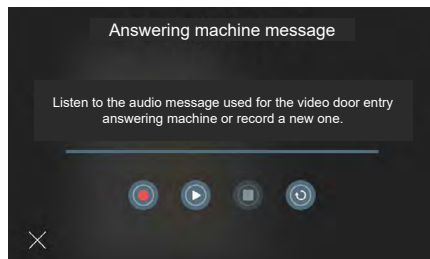 Answering machine message
Listen to the audio message used for the video door entry
answering machine or record a new one.